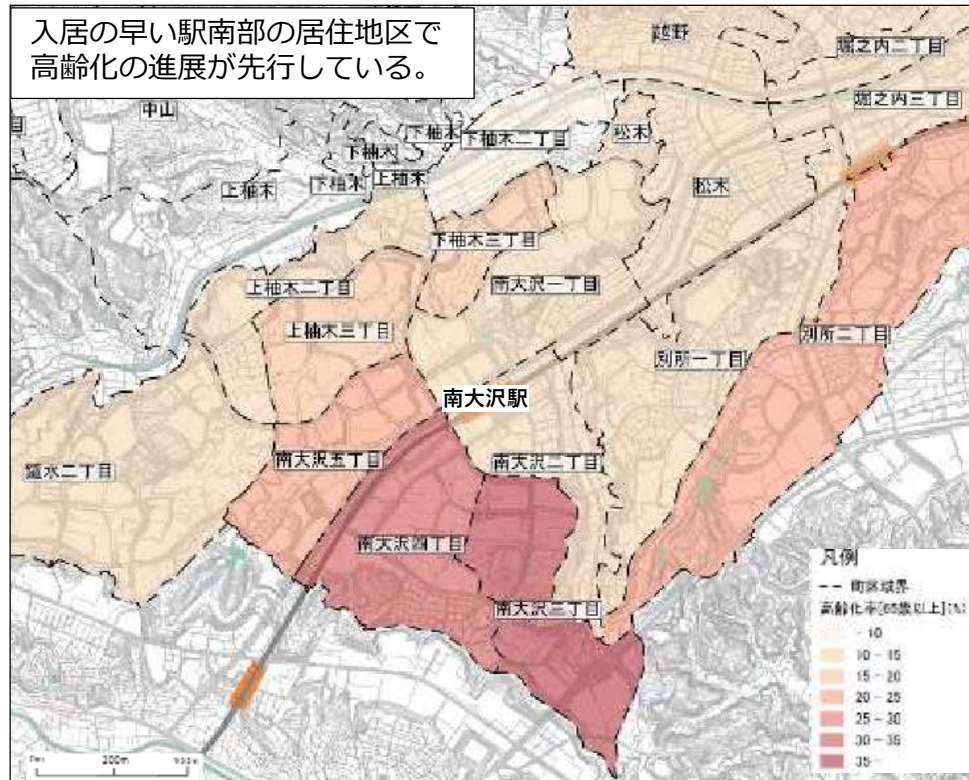 入居の早い駅南部の居住地区で
高齢化の進展が先行している。
越野
堀之内二丁目
堀之内三丁目
中山
目
下柚木
下柚木二丁目
松木
下柚木
上柚木
下柚木
上柚木
松木
下柚木三丁目
上柚木二丁目
南大沢一丁目
上柚木三丁目
別所二丁目
別所一丁目
南大沢駅
鑓水二丁目
南大沢五丁目
南大沢二丁目
南大沢四丁目
南大沢三丁目
凡例
町区域界
高齢化率[65歳以上](%)
- 10
10 - 15
15 - 20
20 - 25
25 - 30
30 - 35
35 -
200m